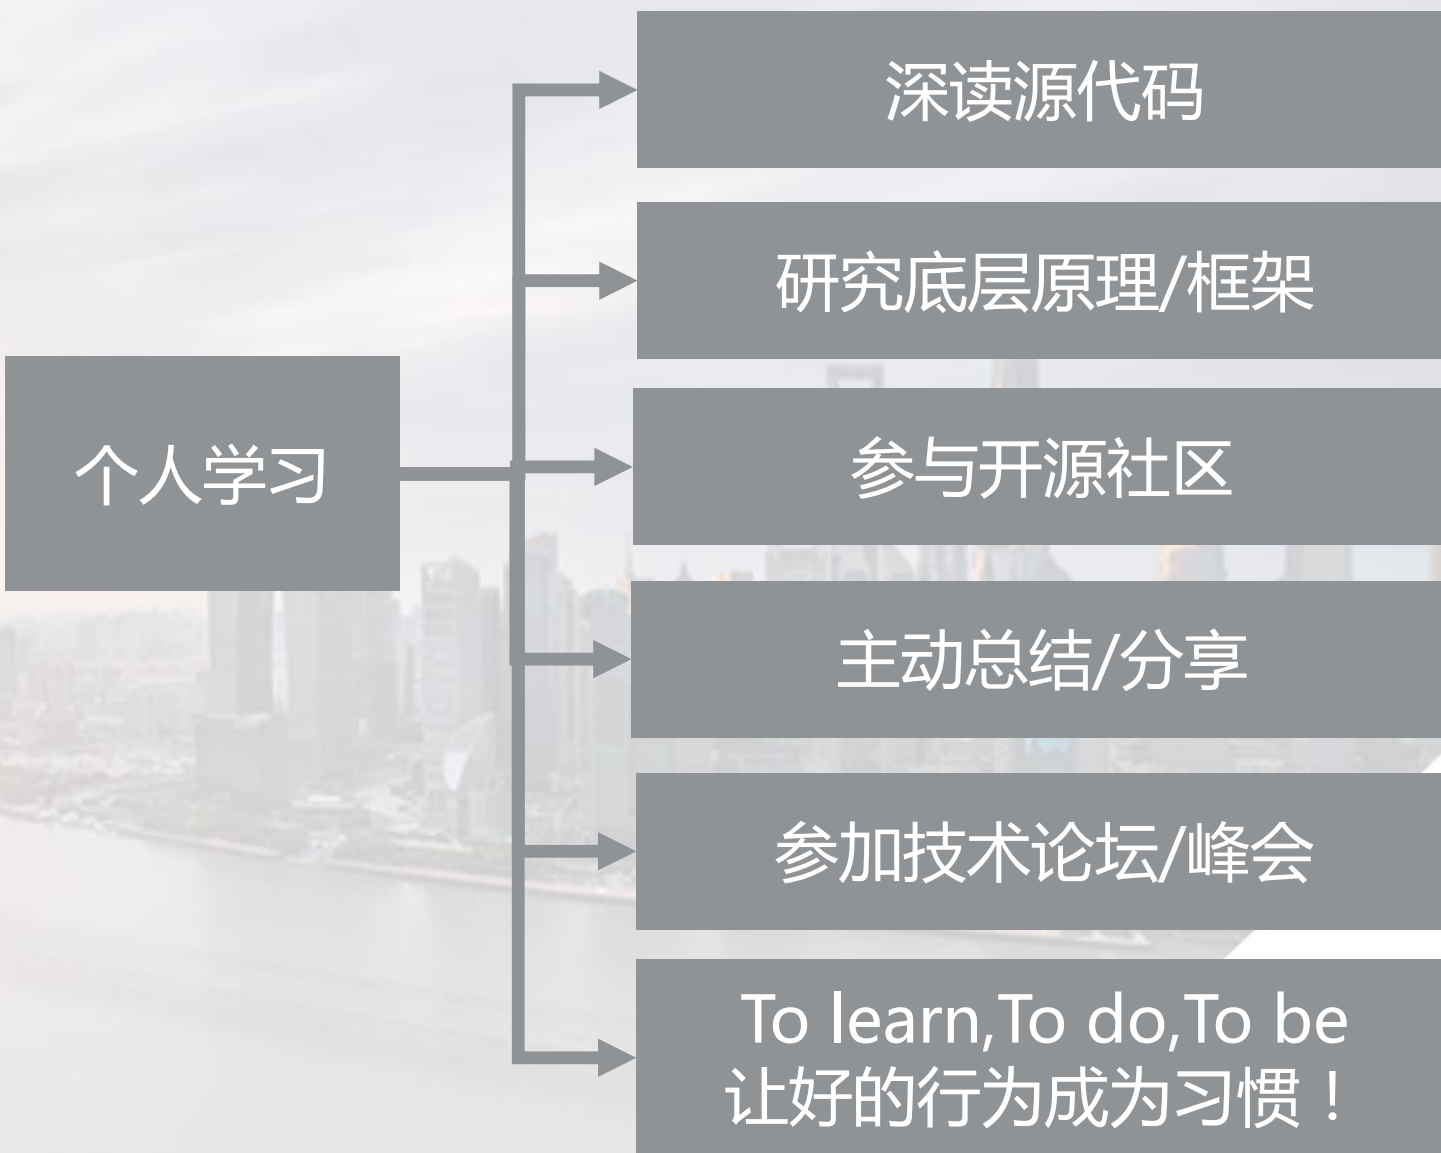 深读源代码
研究底层原理/框架
个人学习
参与开源社区
主动总结/分享
参加技术论坛/峰会
To learn,To do,To be
让好的行为成为习惯！